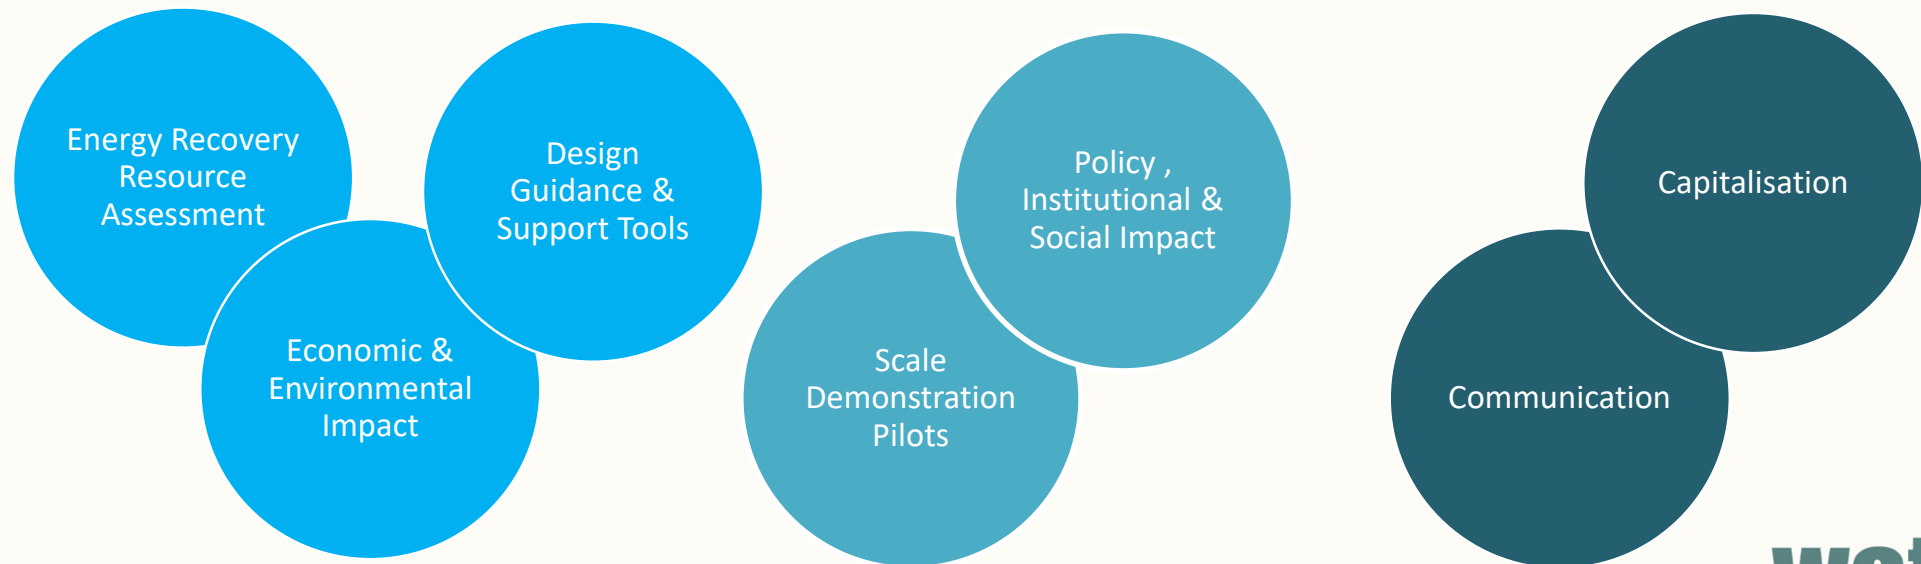 Energy Recovery
Resource
Assessment
Economic &
Environmental
Impact
Design
Guidance &
Support Tools
Scale
Demonstration
Pilots
Policy ,
Institutional &
Social Impact
Communication
Capitalisation